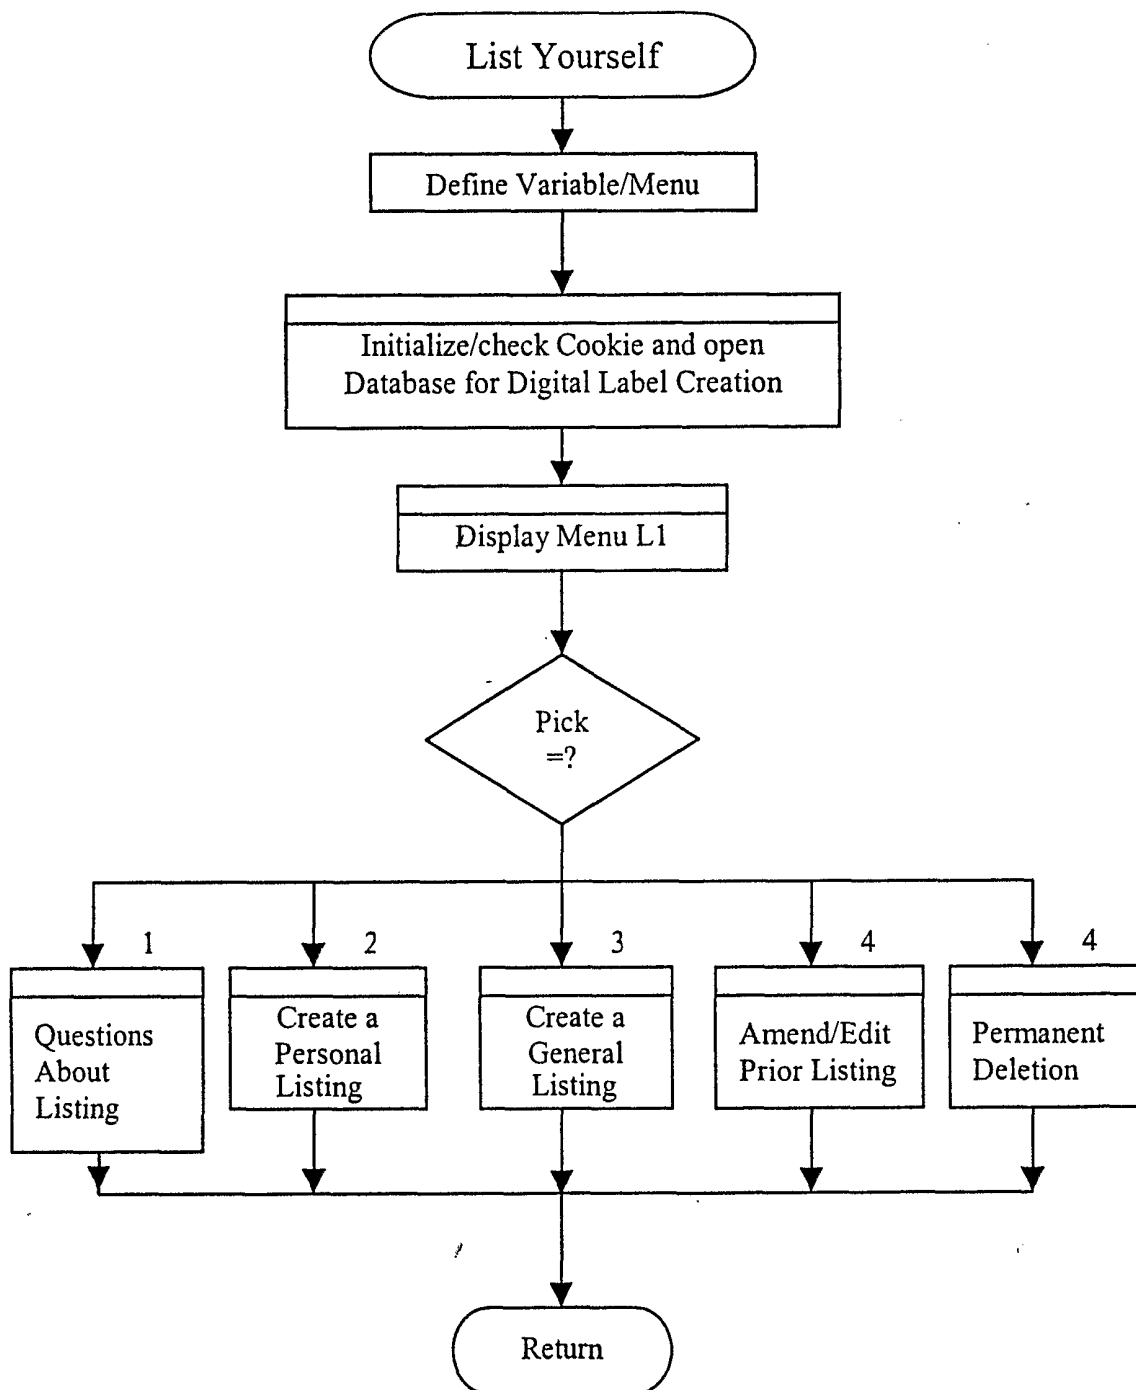 List Yourself
Define Variable/Menu
Initialize/check Cookie and open
Database for Digital Label Creation
Display Menu L1
Pick
=?
1
2
3
4
4
Questions
About
Listing
Create a
Personal
Listing
Create a
General
Listing
Amend/Edit
Prior Listing
Permanent
Deletion
Return